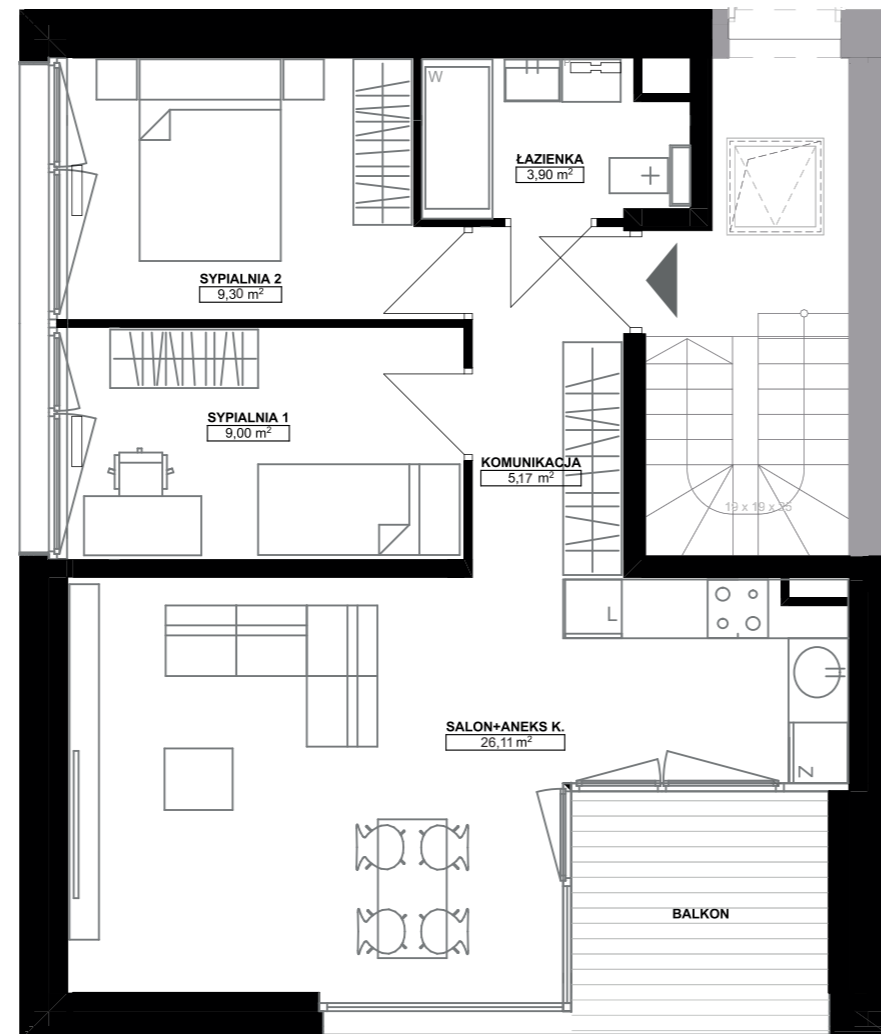 W
ŁAZIENKA
3,90 m²
SYPIALNIA 2
9,30 m²
SYPIALNIA 1
9,00 m²
KOMUNIKACJA
5,17 m²
L
SALON+ANEKS K.
26,11 m²
Z
BALKON